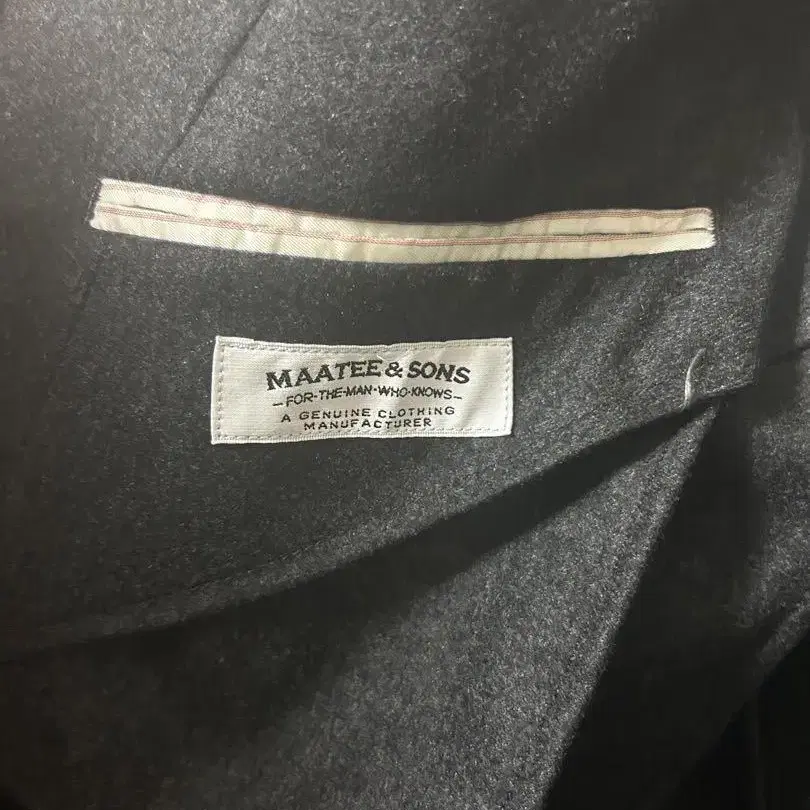 MAATEE & SONS
-FOR·THE·MAN·WHO·KNOWS-
A GENUINE CLOTHING
MANUFACTURER